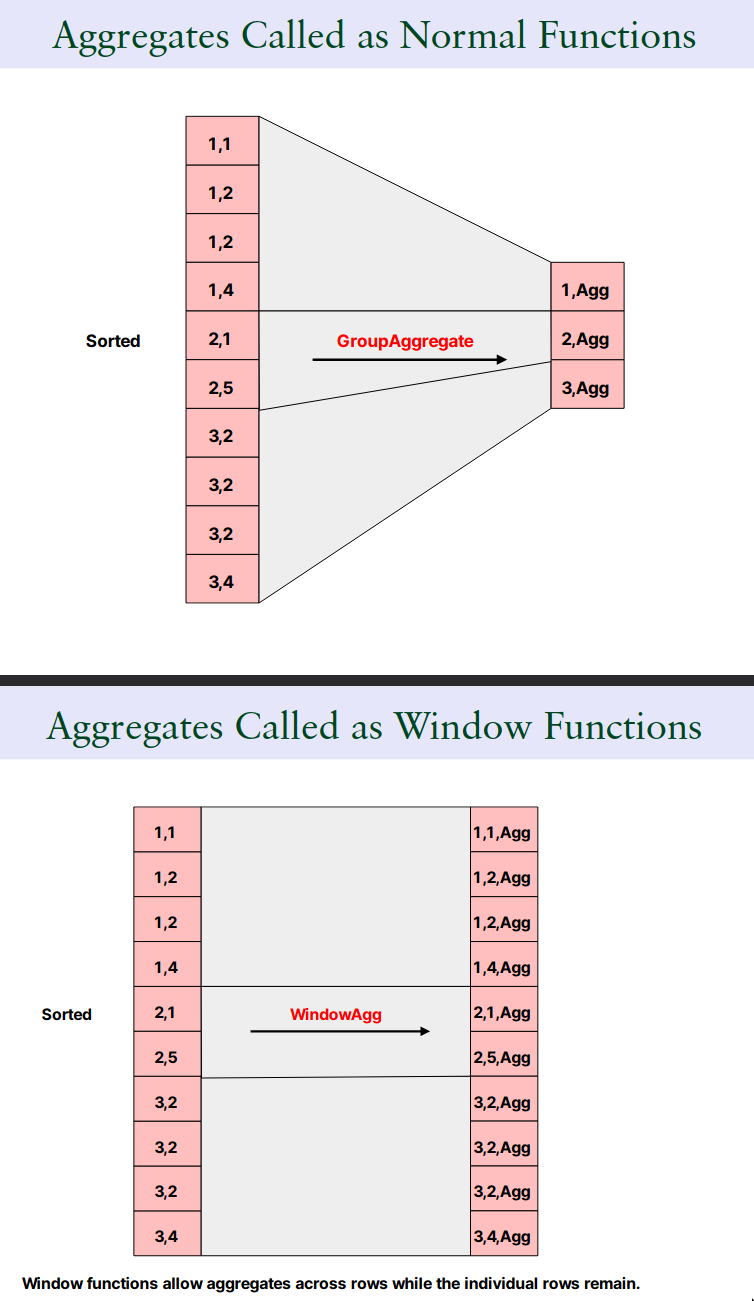 Aggregates Called as Normal Functions
1,1
1,2
1,2
1,4
2,1
2,5
3,2
3,2
3,2
3,4
Sorted
GroupAggregate
1,Agg
2,Agg
3,Agg
Aggregates Called as Window Functions
1,1
1,2
1,2
1,4
2,1
2,5
3,2
3,2
3,2
3,4
Sorted
WindowAgg
1,1,Agg
1,2,Agg
1,2,Agg
1,4,Agg
2,1,Agg
2,5,Agg
3,2,Agg
3,2,Agg
3,2,Agg
3,4,Agg
Window functions allow aggregates across rows while the individual rows remain.